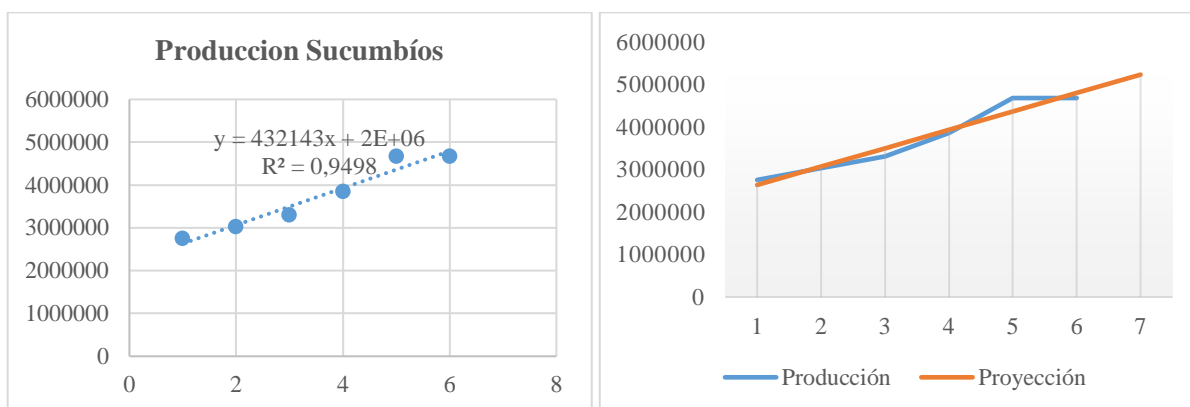 Produccion Sucumbíos
6000000
5000000
4000000
3000000
2000000
1000000
0
y = 432143x + 2E+06
R² = 0,9498
0 2 4 6 8
6000000
5000000
4000000
3000000
2000000
1000000
0
1 2 3 4 5 6 7
Producción Proyección